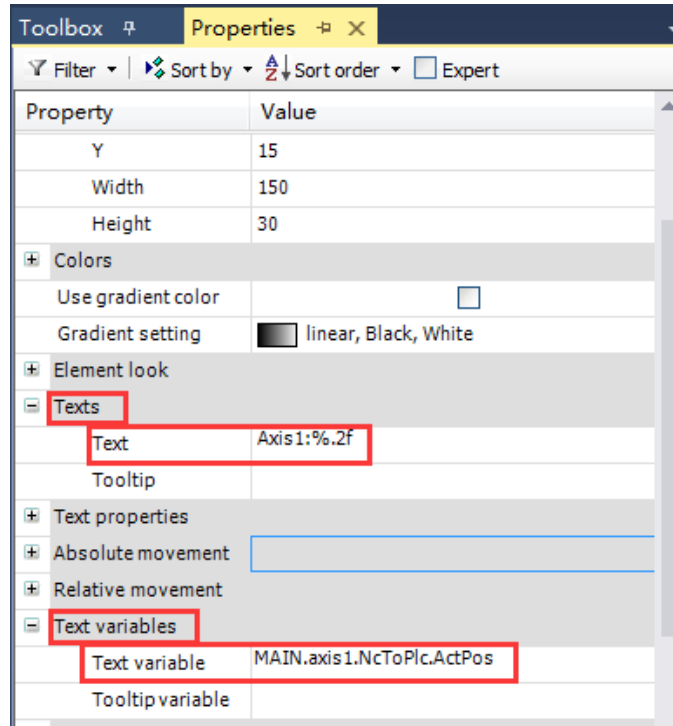 Toolbox Properties
Filter Sort by Sort order Expert
Property Value
Y 15
Width 150
Height 30
Colors
Use gradient color
Gradient setting linear, Black, White
Element look
Texts
Text Axis1:%.2f
Tooltip
Text properties
Absolute movement
Relative movement
Text variables
Text variable MAIN.axis1.NcToPlc.ActPos
Tooltip variable